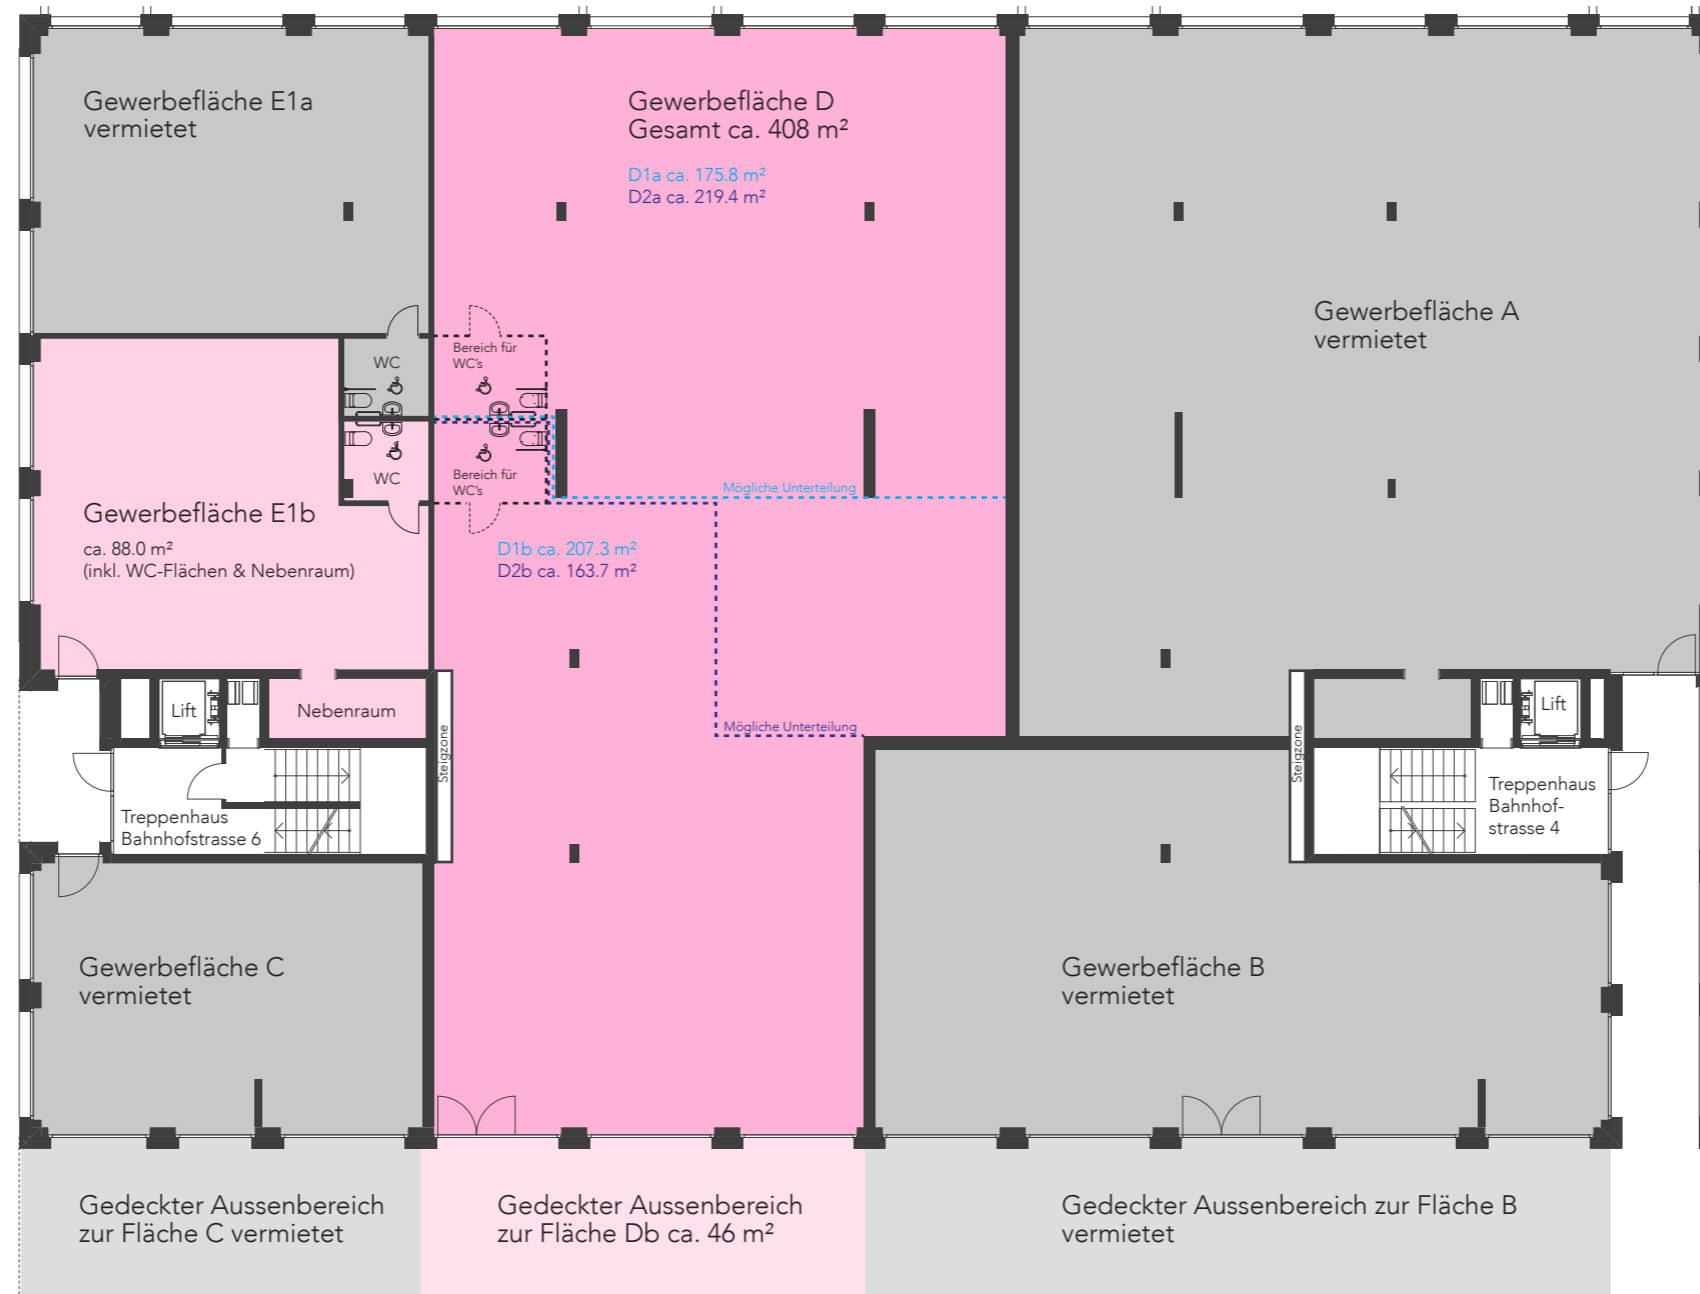 Gewerbefläche E1a
vermietet
Gewerbefläche D
Gesamt ca. 408 m²
D1a ca. 175.8 m²
D2a ca. 219.4 m²
Gewerbefläche A
vermietet
WC
Bereich für
WC's
WC
Bereich für
WC's
Mögliche Unterteilung
Gewerbefläche E1b
ca. 88.0 m²
(inkl. WC-Flächen & Nebenraum)
D1b ca. 207.3 m²
D2b ca. 163.7 m²
Mögliche Unterteilung
Lift
Nebenraum
Steigzone
Steigzone
Lift
Treppenhaus
Bahnhofstrasse 6
Treppenhaus
Bahnhof-
strasse 4
Gewerbefläche C
vermietet
Gewerbefläche B
vermietet
Gedeckter Aussenbereich
zur Fläche C vermietet
Gedeckter Aussenbereich
zur Fläche Db ca. 46 m²
Gedeckter Aussenbereich zur Fläche B
vermietet